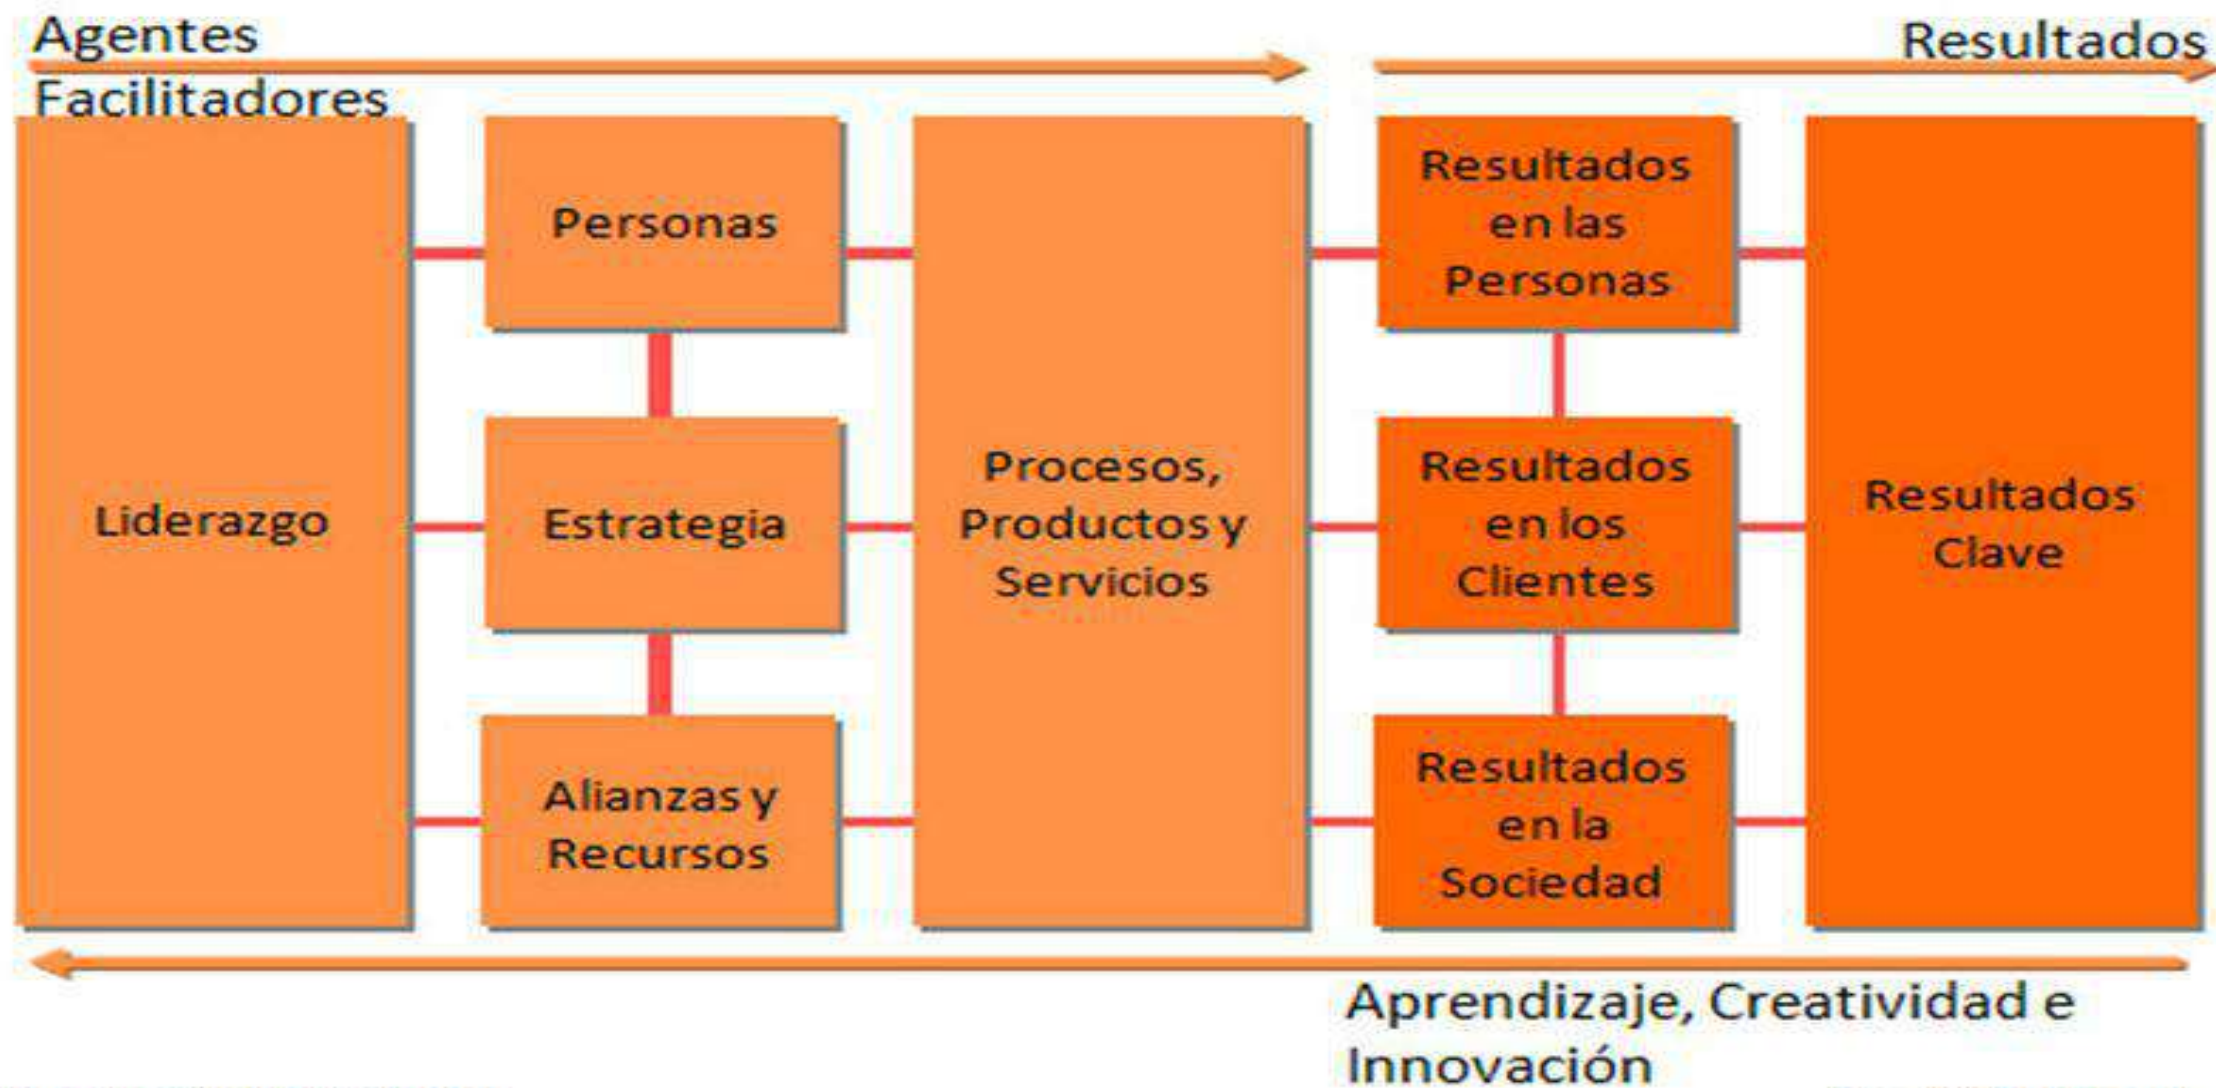 Agentes
Facilitadores
Resultados
Liderazgo
Personas
Estrategia
Alianzas y
Recursos
Procesos,
Productos y
Servicios
Resultados
en las
Personas
Resultados
en los
Clientes
Resultados
en la
Sociedad
Resultados
Clave
Aprendizaje, Creatividad e
Innovación